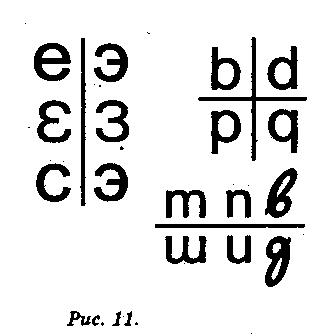 e э
ɛ з
c э
b d
p q
m n в
ш u д
Рис. 11.